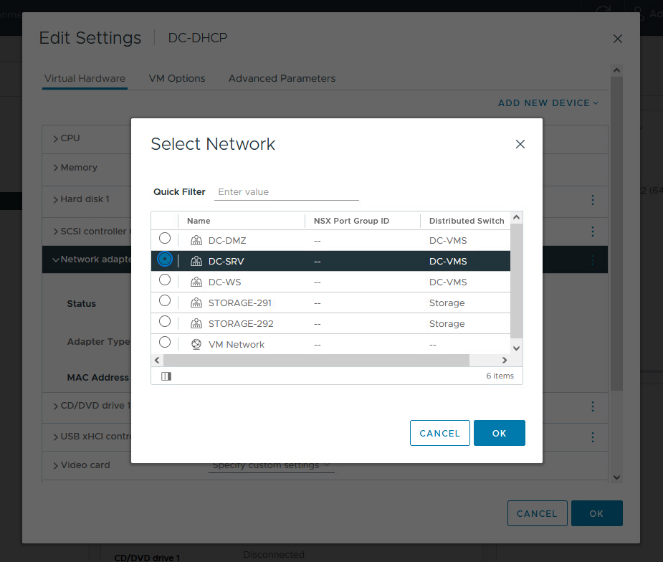 Edit Settings | DC-DHCP
Virtual Hardware VM Options Advanced Parameters
ADD NEW DEVICE
CPU
Memory
Hard disk 1
SCSI controller
Network adapte
Status
Adapter Type
MAC Address
CD/DVD drive 1
USB xHCI contr
Video card Specify custom settings
CANCEL OK
Select Network
Quick Filter Enter value
Name NSX Port Group ID Distributed Switch
DC-DMZ -- DC-VMS
DC-SRV -- DC-VMS
DC-WS -- DC-VMS
STORAGE-291 -- Storage
STORAGE-292 -- Storage
VM Network -- --
6 items
CANCEL OK
CD/DVD drive 1 Disconnected